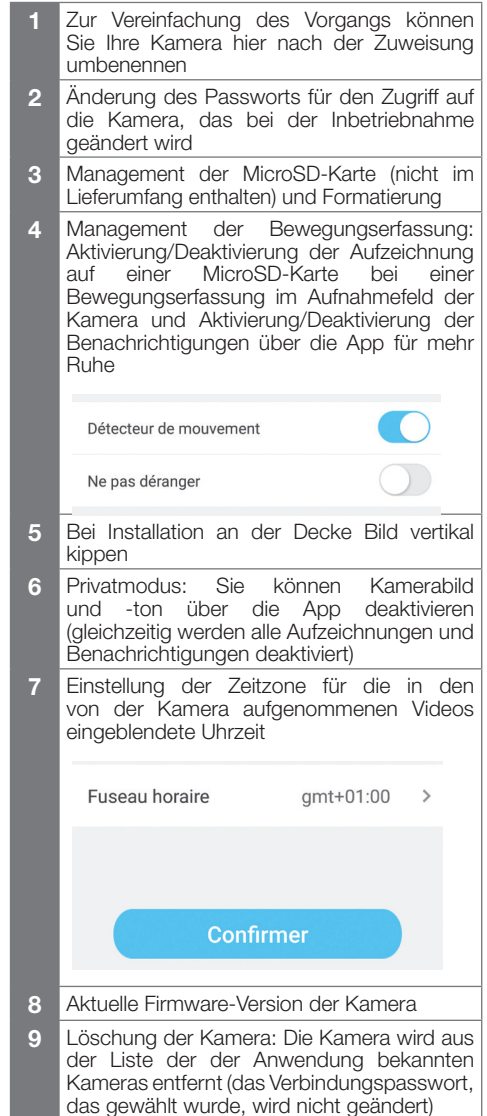 1 Zur Vereinfachung des Vorgangs können
Sie Ihre Kamera hier nach der Zuweisung
umbenennen
2 Änderung des Passworts für den Zugriff auf
die Kamera, das bei der Inbetriebnahme
geändert wird
3 Management der MicroSD-Karte (nicht im
Lieferumfang enthalten) und Formatierung
4 Management der Bewegungserfassung:
Aktivierung/Deaktivierung der Aufzeichnung
auf einer MicroSD-Karte bei einer
Bewegungserfassung im Aufnahmefeld der
Kamera und Aktivierung/Deaktivierung der
Benachrichtigungen über die App für mehr
Ruhe
Détecteur de mouvement
Ne pas déranger
5 Bei Installation an der Decke Bild vertikal
kippen
6 Privatmodus: Sie können Kamerabild
und -ton über die App deaktivieren
(gleichzeitig werden alle Aufzeichnungen und
Benachrichtigungen deaktiviert)
7 Einstellung der Zeitzone für die in den
von der Kamera aufgenommenen Videos
eingeblendete Uhrzeit
Fuseau horaire gmt+01:00 >
Confirmer
8 Aktuelle Firmware-Version der Kamera
9 Löschung der Kamera: Die Kamera wird aus
der Liste der der Anwendung bekannten
Kameras entfernt (das Verbindungspasswort,
das gewählt wurde, wird nicht geändert)